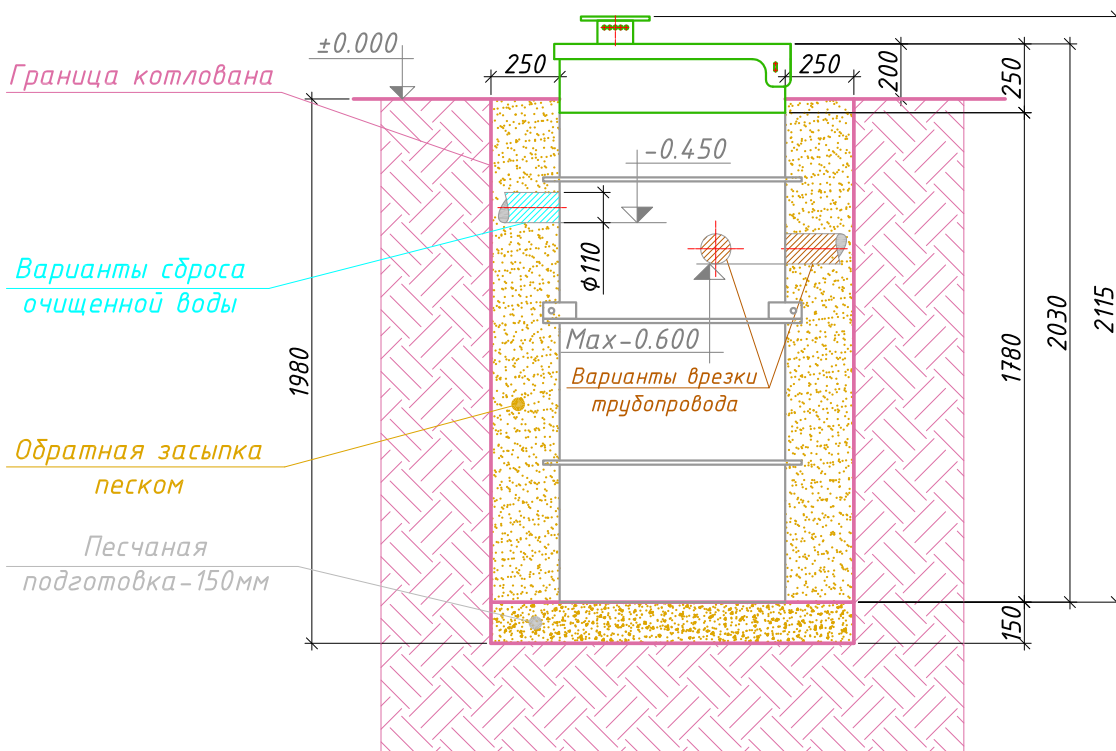 ±0.000
Граница котлована
250
250
200
250
-0.450
Варианты сброса
очищенной воды
ф110
Max-0.600
Варианты врезки
трубопровода
1980
1780
2030
2115
Обратная засыпка
песком
Песчаная
подготовка-150мм
150